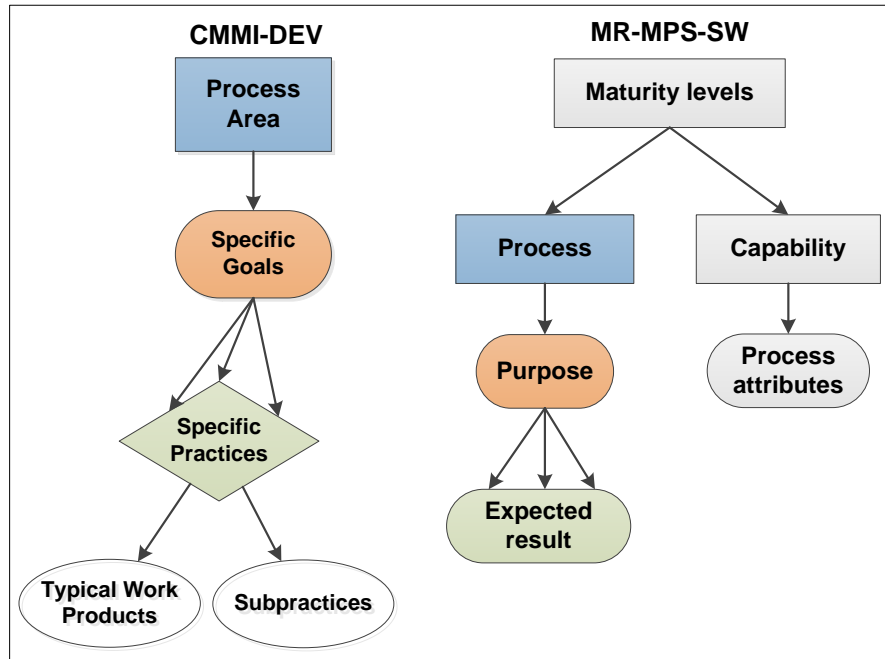 CMMI-DEV
Process
Area
Specific
Goals
Specific
Practices
Typical Work
Products
Subpractices
MR-MPS-SW
Maturity levels
Process
Capability
Purpose
Process
attributes
Expected
result